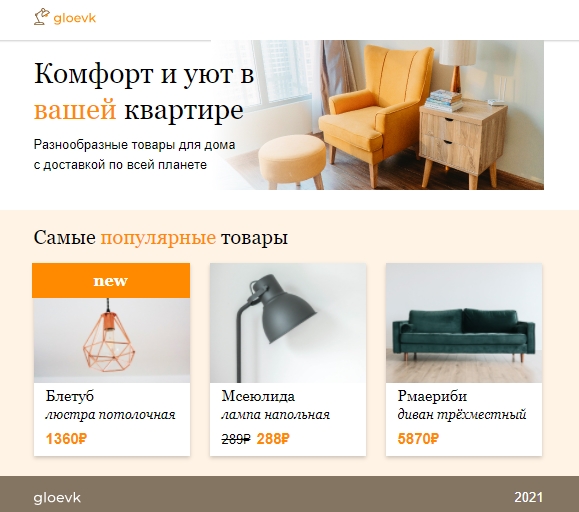 gloevk
Комфорт и уют в
вашей квартире
Разнообразные товары для дома
с доставкой по всей планете
Самые популярные товары
new
Блетуб
люстра потолочная
1360₽
Мсеюлида
лампа напольная
289₽ 288₽
Рмаериби
диван трёхместный
5870₽
gloevk
2021